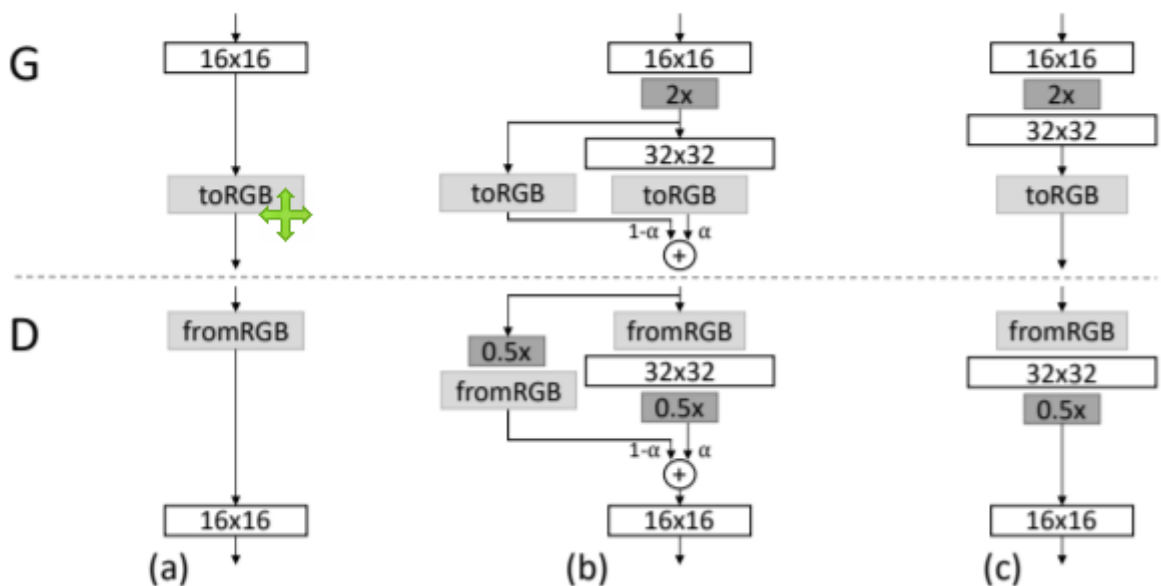 G
16x16
toRGB
16x16
2x
32x32
toRGB
toRGB
1-α
α
+
16x16
2x
32x32
toRGB
D
fromRGB
16x16
0.5x
fromRGB
fromRGB
32x32
0.5x
1-α
α
+
16x16
fromRGB
32x32
0.5x
16x16
(a)
(b)
(c)